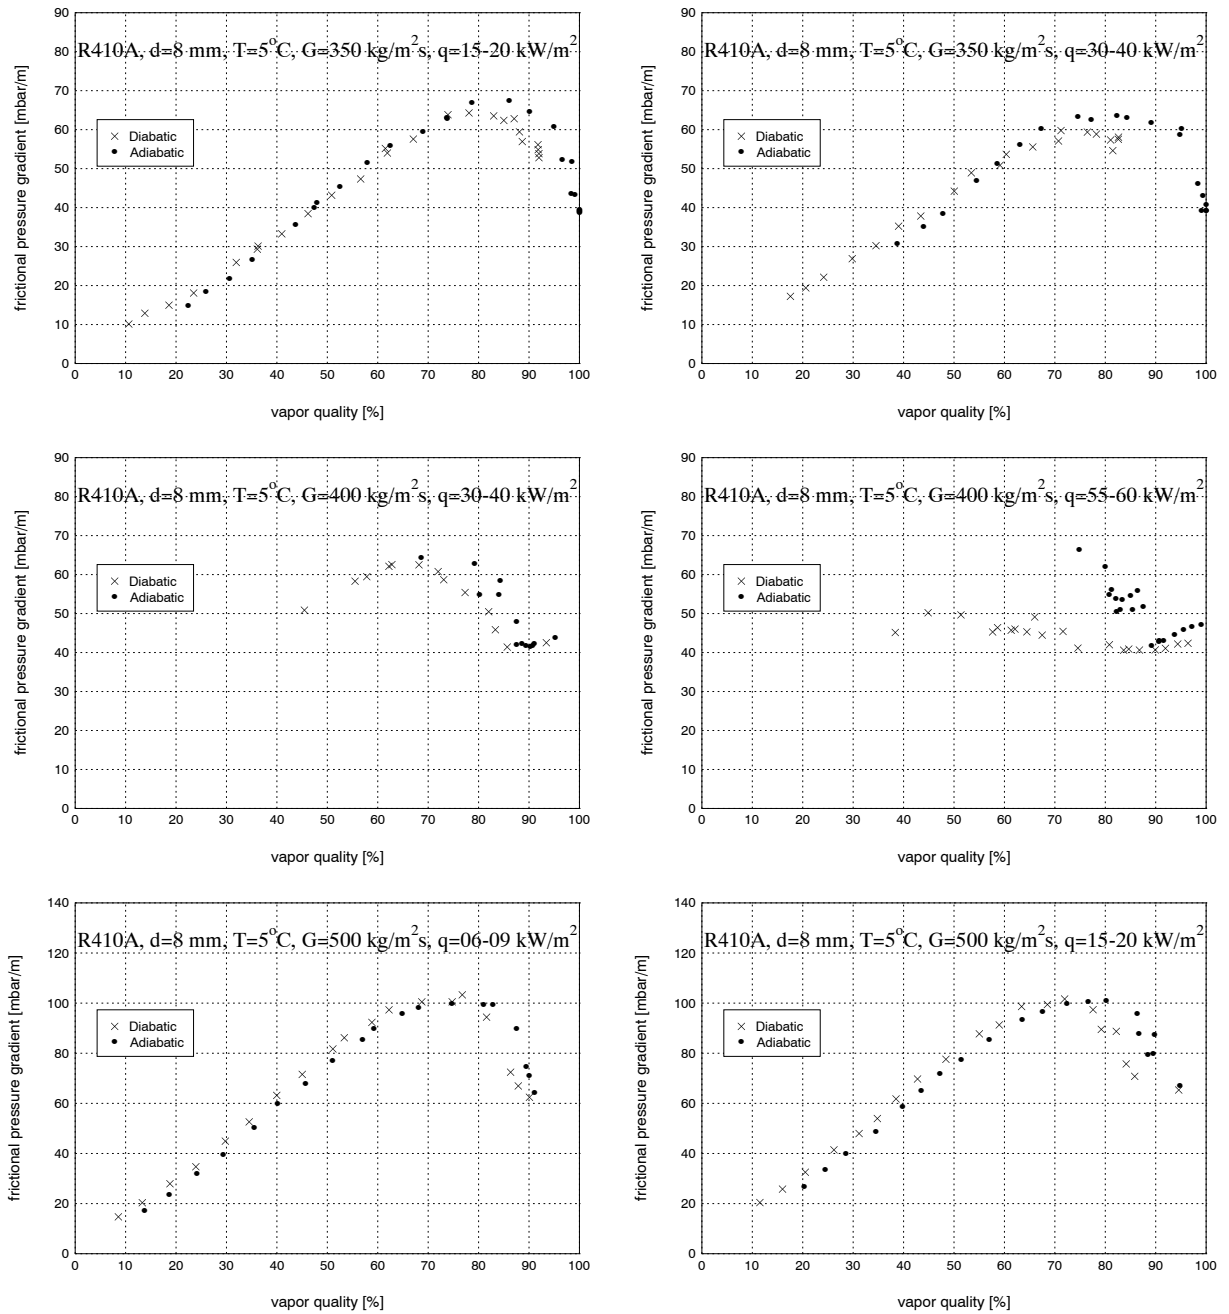 R410A, d=8 mm, T=5°C, G=350 kg/m²s, q=15-20 kW/m²
frictional pressure gradient [mbar/m]
90
80
70
60
50
40
30
20
10
0
× Diabatic
• Adiabatic
0 10 20 30 40 50 60 70 80 90 100
vapor quality [%]
R410A, d=8 mm, T=5°C, G=350 kg/m²s, q=30-40 kW/m²
frictional pressure gradient [mbar/m]
90
80
70
60
50
40
30
20
10
0
× Diabatic
• Adiabatic
0 10 20 30 40 50 60 70 80 90 100
vapor quality [%]
R410A, d=8 mm, T=5°C, G=400 kg/m²s, q=30-40 kW/m²
frictional pressure gradient [mbar/m]
90
80
70
60
50
40
30
20
10
0
× Diabatic
• Adiabatic
0 10 20 30 40 50 60 70 80 90 100
vapor quality [%]
R410A, d=8 mm, T=5°C, G=400 kg/m²s, q=55-60 kW/m²
frictional pressure gradient [mbar/m]
90
80
70
60
50
40
30
20
10
0
× Diabatic
• Adiabatic
0 10 20 30 40 50 60 70 80 90 100
vapor quality [%]
R410A, d=8 mm, T=5°C, G=500 kg/m²s, q=06-09 kW/m²
frictional pressure gradient [mbar/m]
140
120
100
80
60
40
20
0
× Diabatic
• Adiabatic
0 10 20 30 40 50 60 70 80 90 100
vapor quality [%]
R410A, d=8 mm, T=5°C, G=500 kg/m²s, q=15-20 kW/m²
frictional pressure gradient [mbar/m]
140
120
100
80
60
40
20
0
× Diabatic
• Adiabatic
0 10 20 30 40 50 60 70 80 90 100
vapor quality [%]